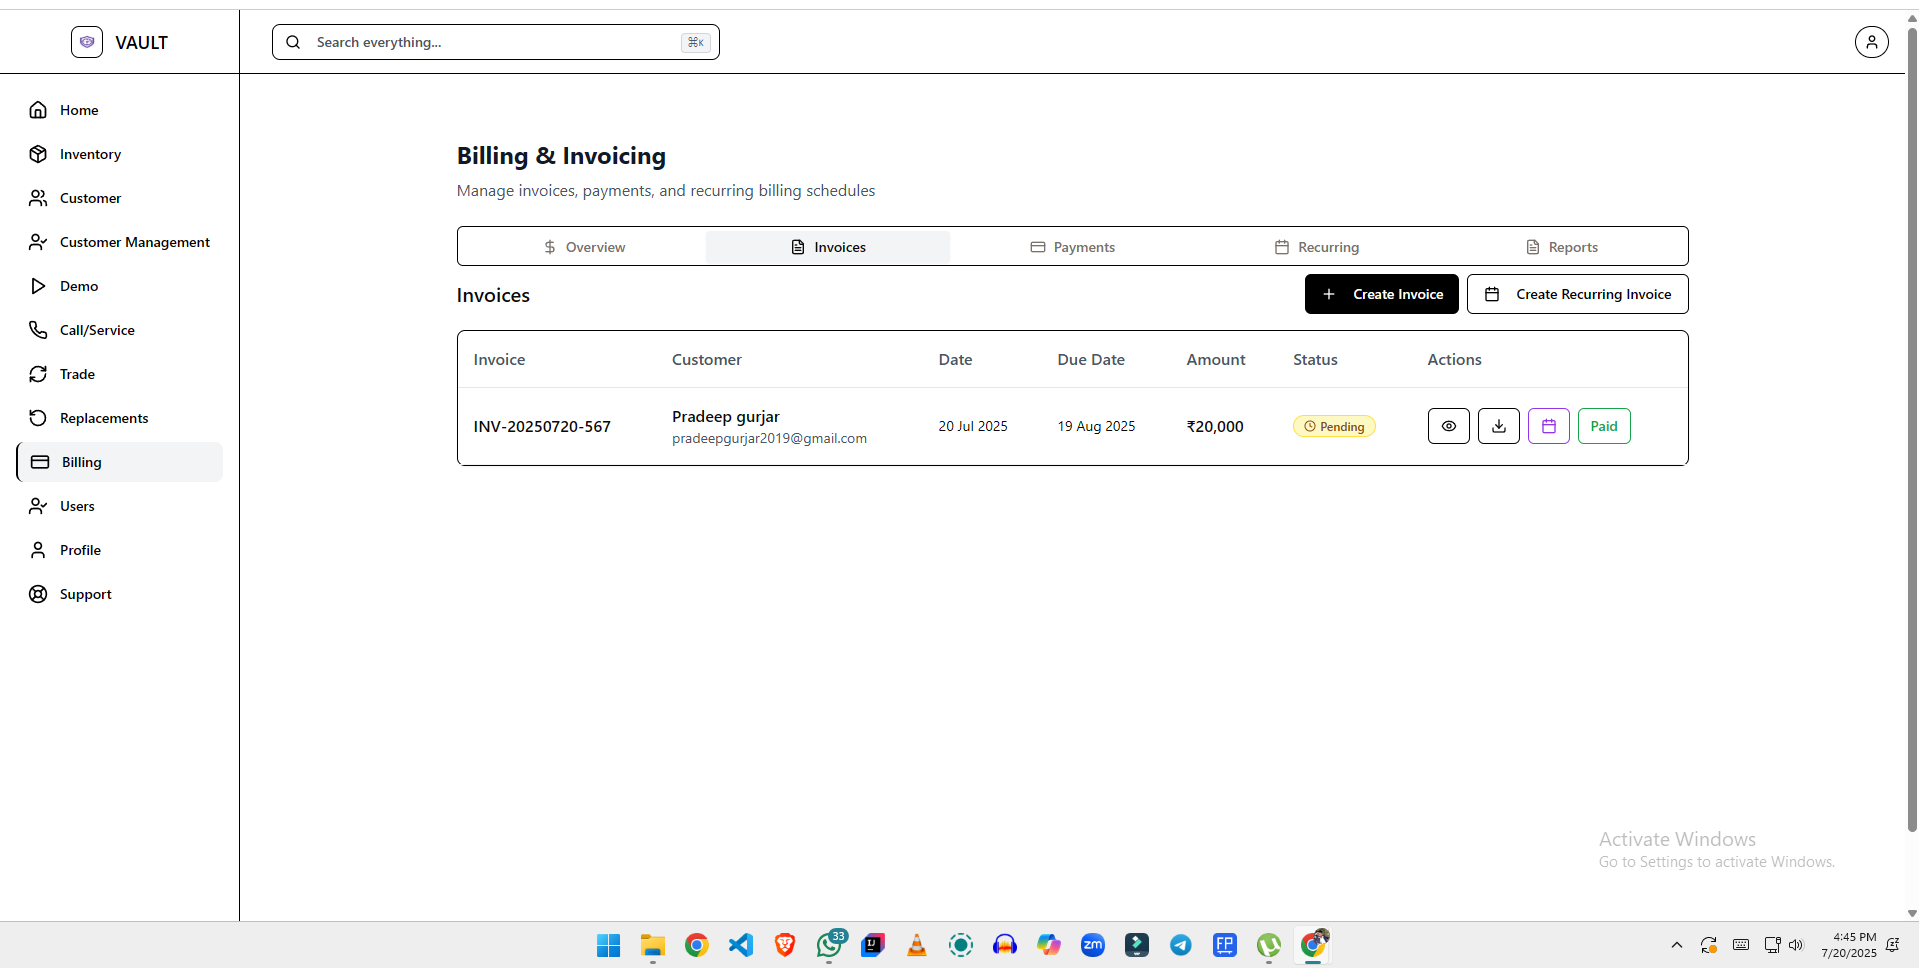 VAULT
Search everything...
⌘K
Home
Inventory
Customer
Customer Management
Demo
Call/Service
Trade
Replacements
Billing
Users
Profile
Support
Billing & Invoicing
Manage invoices, payments, and recurring billing schedules
Overview Invoices Payments Recurring Reports
Invoices
Create Invoice Create Recurring Invoice
Invoice Customer Date Due Date Amount Status Actions
INV-20250720-567 Pradeep gurjar 20 Jul 2025 19 Aug 2025 ₹20,000 Pending Paid
pradeepgurjar2019@gmail.com
Activate Windows
Go to Settings to activate Windows.
33
IJ
zm
FP
4:45 PM
7/20/2025